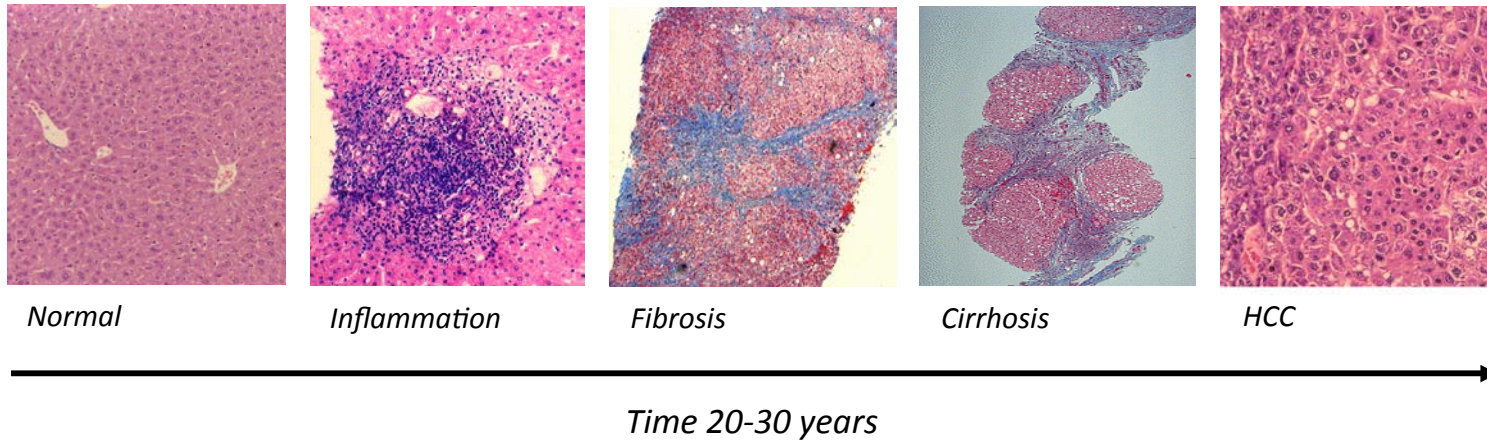 Normal
Inflammation
Fibrosis
Cirrhosis
HCC
Time 20-30 years